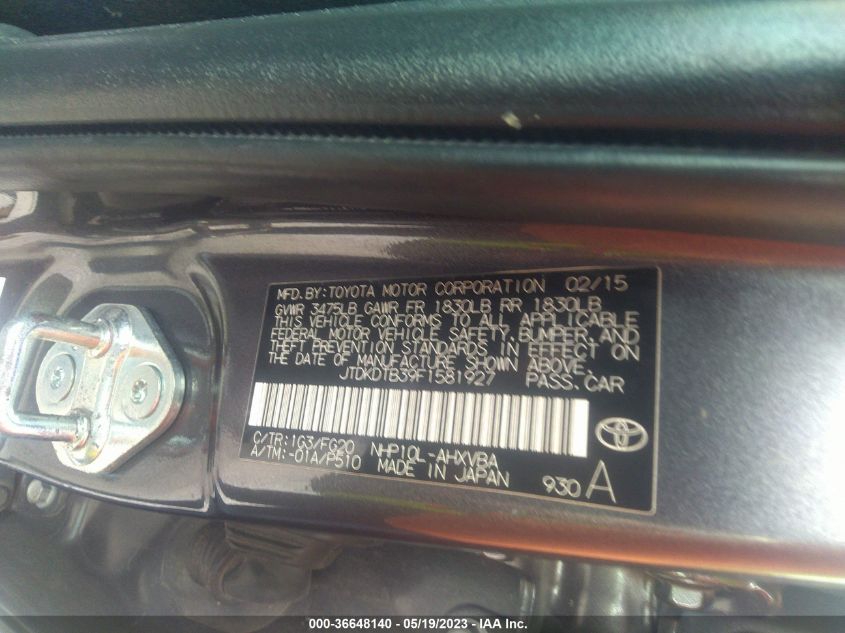 MFD.BY:TOYOTA MOTOR CORPORATION 02/15
GVWR 3475LB GAWR FR 1830LB RR 1830LB
THIS VEHICLE CONFORMS TO ALL APPLICABLE
FEDERAL MOTOR VEHICLE SAFETY,BUMPER,AND
THEFT PREVENTION STANDARDS IN EFFECT ON
THE DATE OF MANUFACTURE SHOWN ABOVE.
JTDKDTB39F1581927 PASS.CAR
C/TR:1G3/FG20 NHP10L-AHXVBA
A/TM:-01A/P510 MADE IN JAPAN
930 A
000-36648140 - 05/19/2023 - IAA Inc.